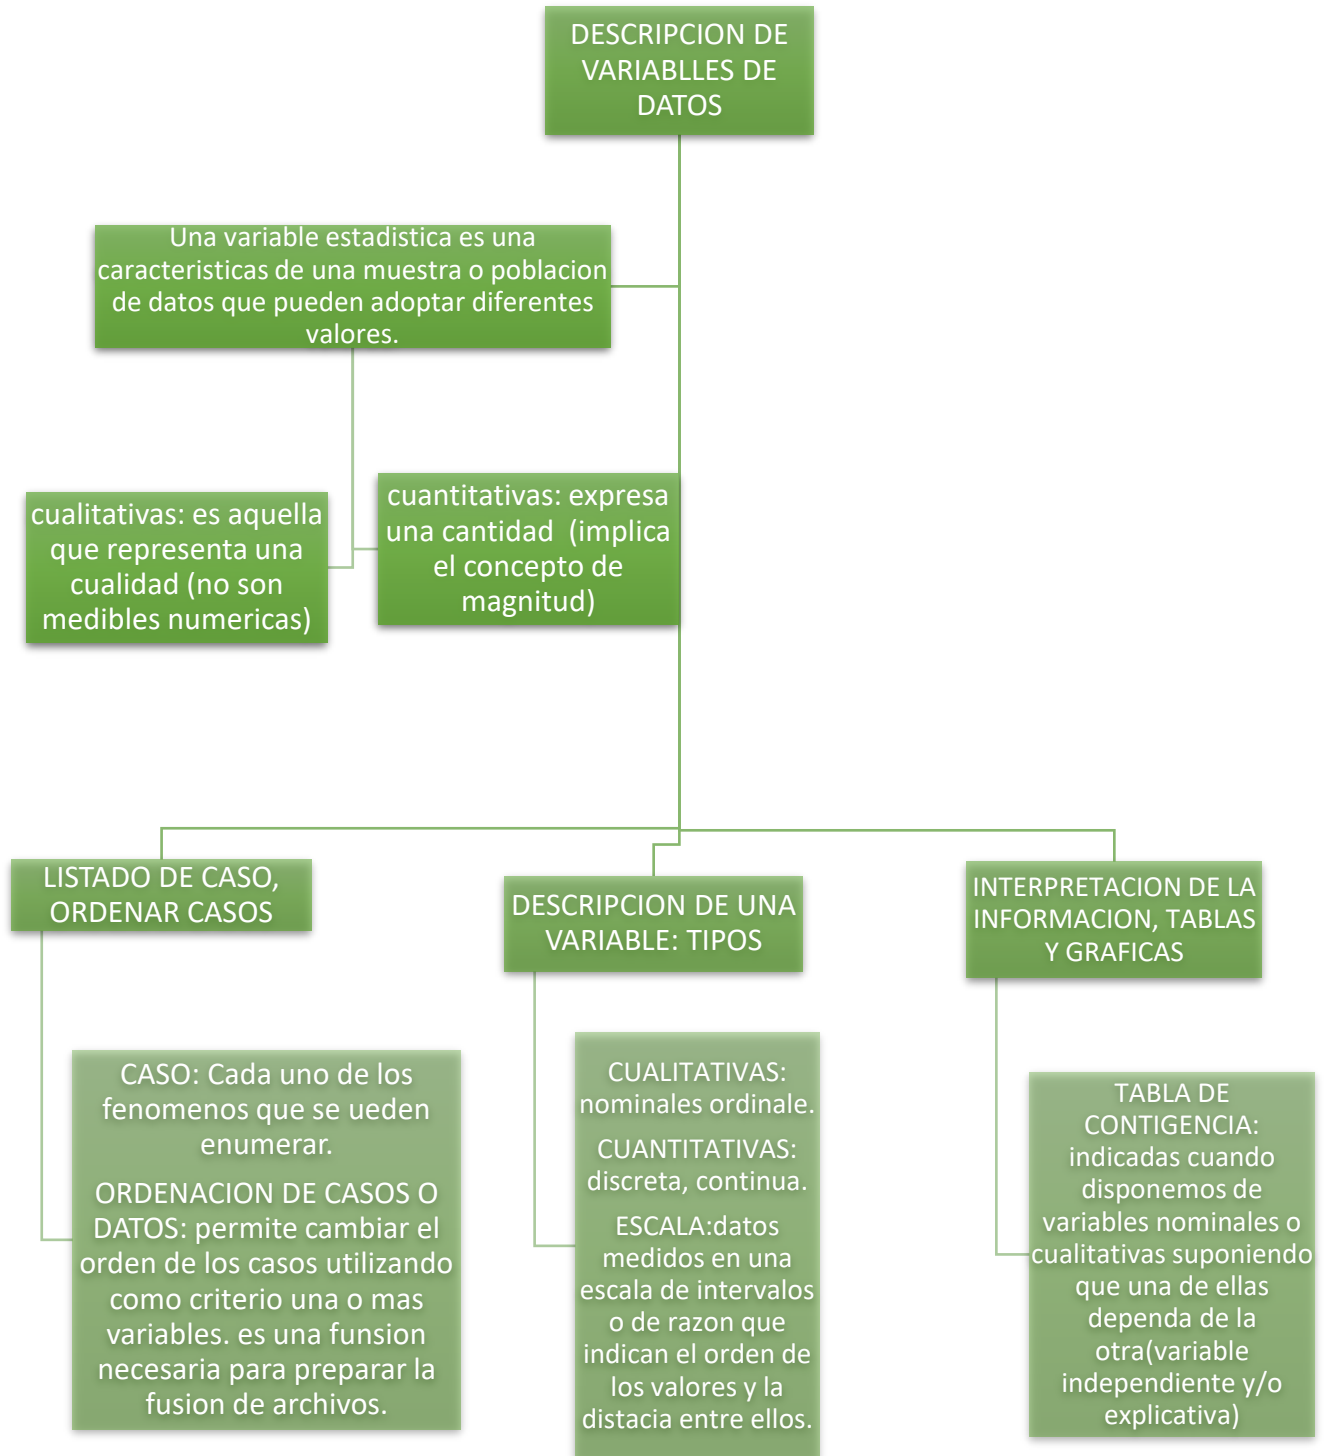 DESCRIPCION DE
VARIABLLES DE
DATOS
Una variable estadistica es una
caracteristicas de una muestra o poblacion
de datos que pueden adoptar diferentes
valores.
cualitativas: es aquella
que representa una
cualidad (no son
medibles numericas)
cuantitativas: expresa
una cantidad (implica
el concepto de
magnitud)
LISTADO DE CASO,
ORDENAR CASOS
CASO: Cada uno de los
fenomenos que se ueden
enumerar.
ORDENACION DE CASOS O
DATOS: permite cambiar el
orden de los casos utilizando
como criterio una o mas
variables. es una funsion
necesaria para preparar la
fusion de archivos.
DESCRIPCION DE UNA
VARIABLE: TIPOS
CUALITATIVAS:
nominales ordinale.
CUANTITATIVAS:
discreta, continua.
ESCALA:datos
medidos en una
escala de intervalos
o de razon que
indican el orden de
los valores y la
distacia entre ellos.
INTERPRETACION DE LA
INFORMACION, TABLAS
Y GRAFICAS
TABLA DE
CONTIGENCIA:
indicadas cuando
disponemos de
variables nominales o
cualitativas suponiendo
que una de ellas
dependa de la
otra(variable
independiente y/o
explicativa)